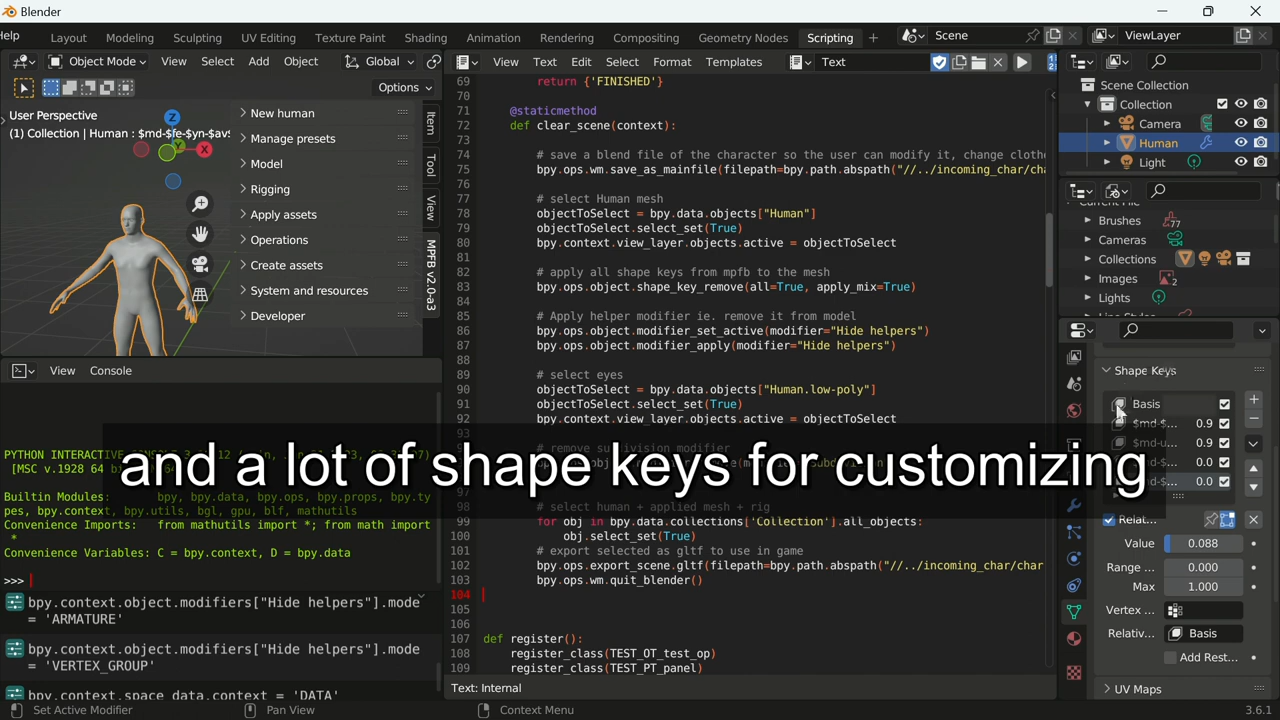 Blender
Help Layout Modeling Sculpting UV Editing Texture Paint Shading Animation Rendering Compositing Geometry Nodes Scripting + Scene ViewLayer
Object Mode View Select Add Object Global
View Text Edit Select Format Templates Text
Options
User Perspective
(1) Collection | Human : $md-$fe-$yn-$av$
New human
Manage presets
Model
Rigging
Apply assets
Operations
Create assets
System and resources
Developer
Item
Tool
View
MPFB v2.0-a3
View Console
Builtin Modules: bpy, bpy.data, bpy.ops, bpy.props, bpy.ty
pes, bpy.context, bpy.utils, bgl, gpu, blf, mathutils
Convenience Imports: from mathutils import *; from math import
*
Convenience Variables: C = bpy.context, D = bpy.data
>>>
bpy.context.object.modifiers["Hide helpers"].mode
= 'ARMATURE'
bpy.context.object.modifiers["Hide helpers"].mode
= 'VERTEX_GROUP'
bpy.context.space_data.context = 'DATA'
69 return {'FINISHED'}
70
71 @staticmethod
72 def clear_scene(context):
73
74 # save a blend file of the character so the user can modify it, change clothe
75 bpy.ops.wm.save_as_mainfile(filepath=bpy.path.abspath("//../incoming_char/cha
76
77 # select Human mesh
78 objectToSelect = bpy.data.objects["Human"]
79 objectToSelect.select_set(True)
80 bpy.context.view_layer.objects.active = objectToSelect
81
82 # apply all shape keys from mpfb to the mesh
83 bpy.ops.object.shape_key_remove(all=True, apply_mix=True)
84
85 # Apply helper modifier ie. remove it from model
86 bpy.ops.object.modifier_set_active(modifier="Hide helpers")
87 bpy.ops.object.modifier_apply(modifier="Hide helpers")
88
89 # select eyes
90 objectToSelect = bpy.data.objects["Human.low-poly"]
91 objectToSelect.select_set(True)
92 bpy.context.view_layer.objects.active = objectToSelect
93
and a lot of shape keys for customizing
98 # select human + applied mesh + rig
99 for obj in bpy.data.collections['Collection'].all_objects:
100 obj.select_set(True)
101 # export selected as gltf to use in game
102 bpy.ops.export_scene.gltf(filepath=bpy.path.abspath("//../incoming_char/char
103 bpy.ops.wm.quit_blender()
104
105
106
107 def register():
108 register_class(TEST_OT_test_op)
109 register_class(TEST_PT_panel)
Text: Internal
Scene Collection
Collection
Camera
Human
Light
Brushes 77
Cameras
Collections
Images 2
Lights
Shape Keys
Basis
$md-$... 0.9
$md-u... 0.9
0.0
0.0
Relat...
Value 0.088
Range ... 0.000
Max 1.000
Vertex ...
Relativ... Basis
Add Rest...
UV Maps
Set Active Modifier Pan View Context Menu 3.6.1